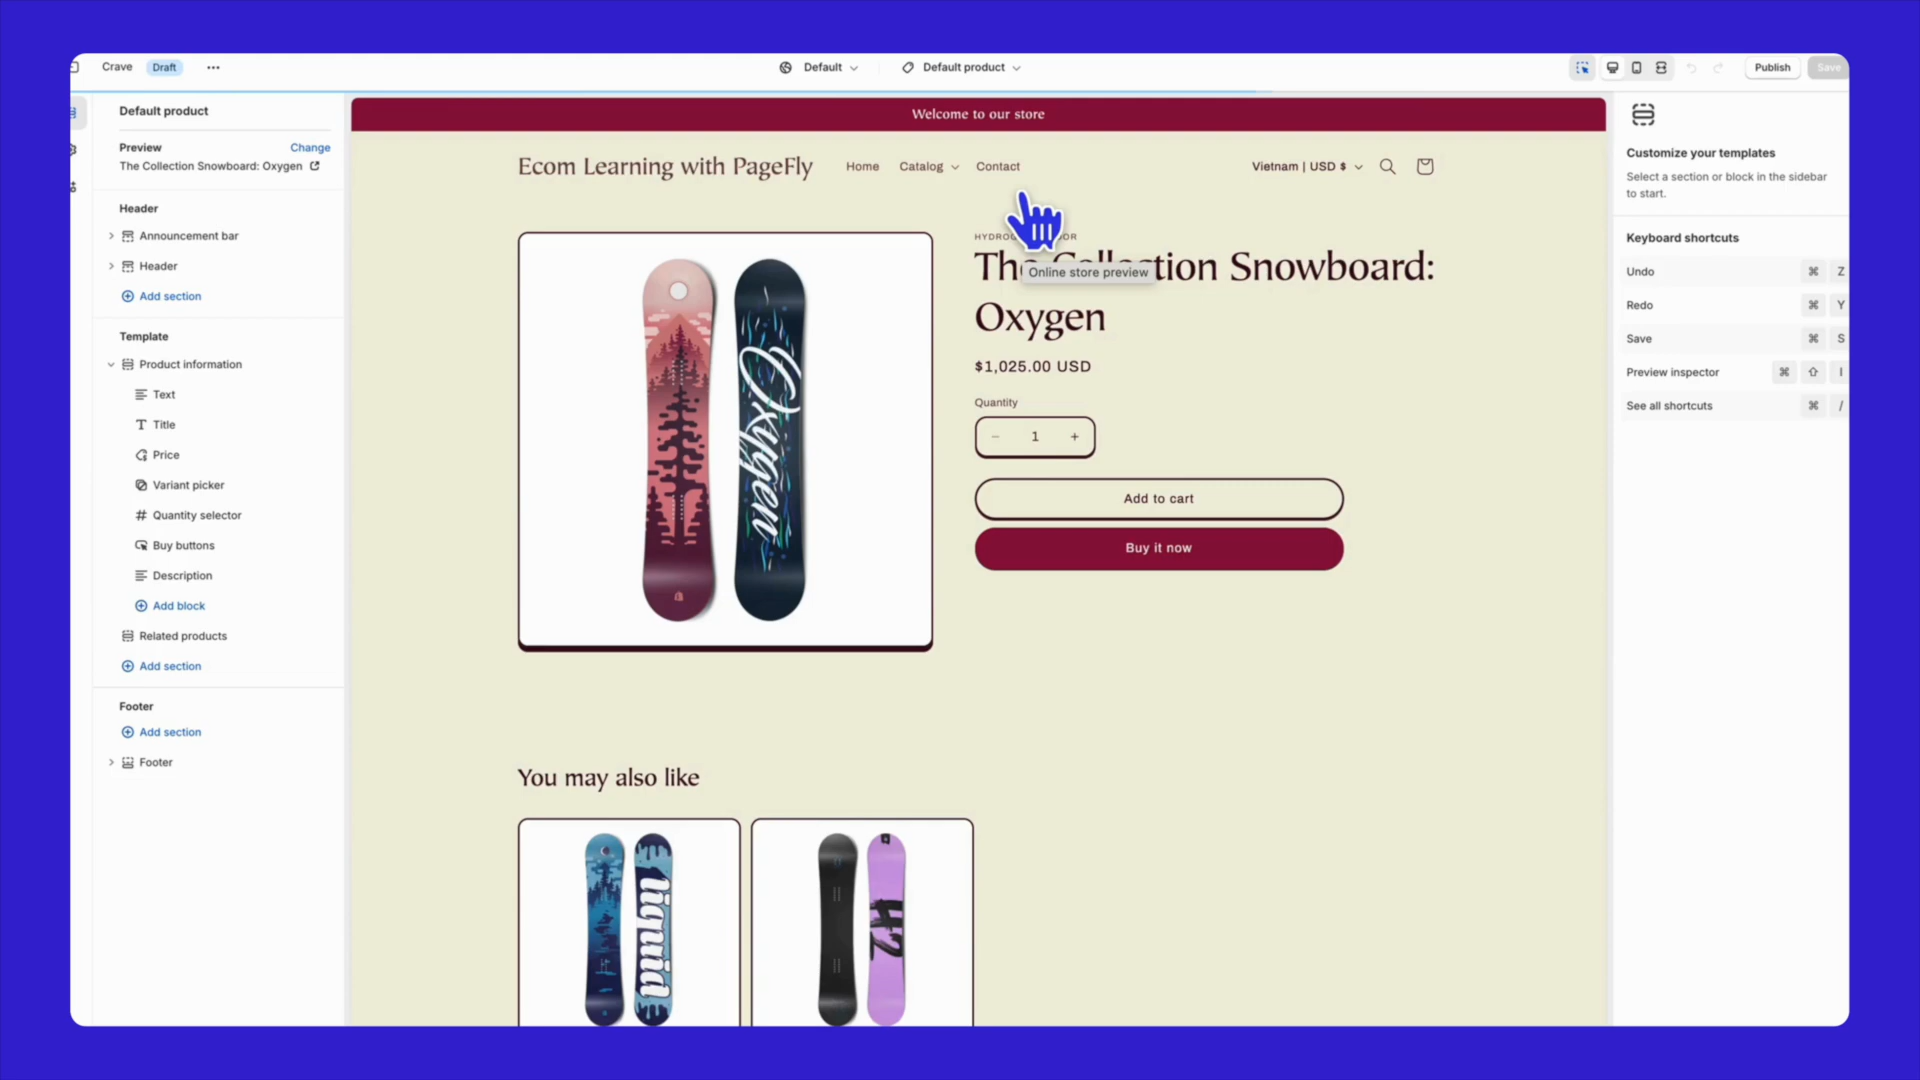 Crave
Draft
Default
Default product
Publish
Save
Default product
Preview
Change
The Collection Snowboard: Oxygen
Header
Announcement bar
Header
Add section
Template
Product information
Text
Title
Price
Variant picker
Quantity selector
Buy buttons
Description
Add block
Related products
Add section
Footer
Add section
Footer
Welcome to our store
Ecom Learning with PageFly
Home
Catalog
Contact
Vietnam | USD $
Online store preview
The Collection Snowboard:
Oxygen
$1,025.00 USD
Quantity
− 1 +
Add to cart
Buy it now
Oxygen
You may also like
liquid
H2
Customize your templates
Select a section or block in the sidebar
to start.
Keyboard shortcuts
Undo ⌘ Z
Redo ⌘ Y
Save ⌘ S
Preview inspector ⌘ ⇧ I
See all shortcuts ⌘ /